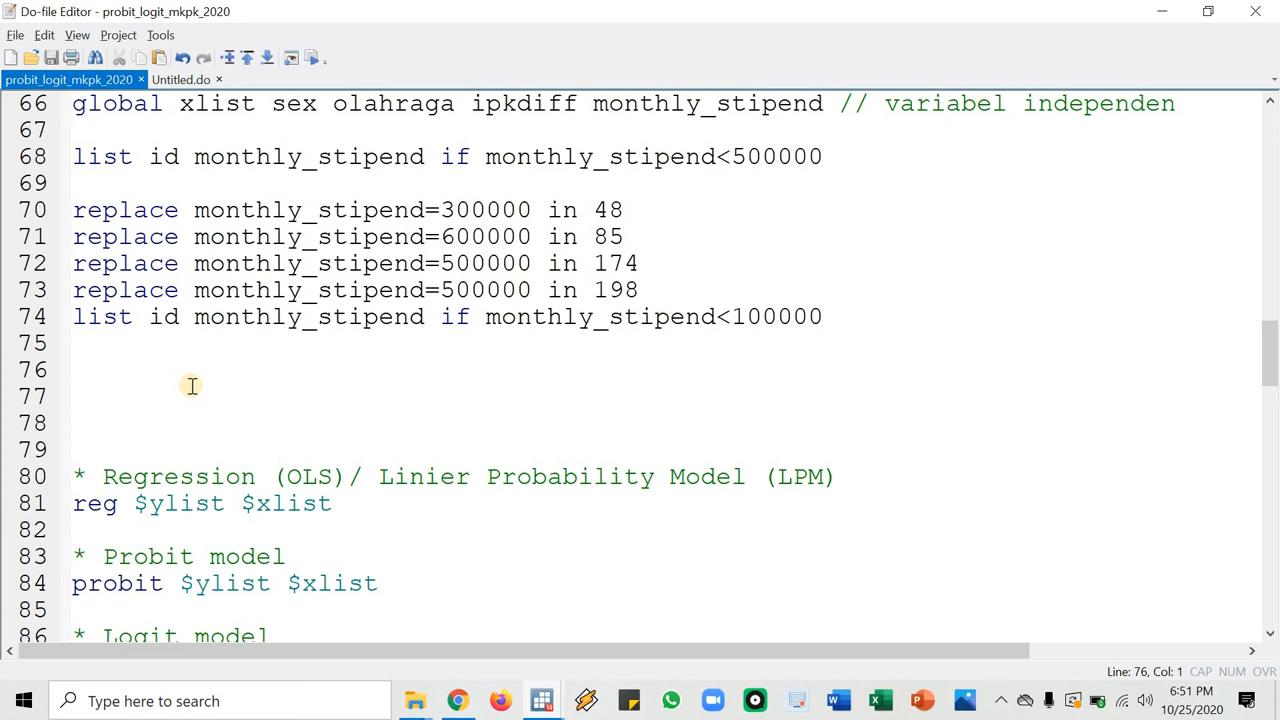 Do-file Editor - probit_logit_mkpk_2020
File Edit View Project Tools
probit_logit_mkpk_2020 × Untitled.do ×
66 global xlist sex olahraga ipkdiff monthly_stipend // variabel independen
67
68 list id monthly_stipend if monthly_stipend<500000
69
70 replace monthly_stipend=300000 in 48
71 replace monthly_stipend=600000 in 85
72 replace monthly_stipend=500000 in 174
73 replace monthly_stipend=500000 in 198
74 list id monthly_stipend if monthly_stipend<100000
75
76
77
78
79
80 * Regression (OLS)/ Linier Probability Model (LPM)
81 reg $ylist $xlist
82
83 * Probit model
84 probit $ylist $xlist
85
86 * Logit model
Line: 76, Col: 1 CAP NUM OVR
Type here to search
14
6:51 PM
10/25/2020